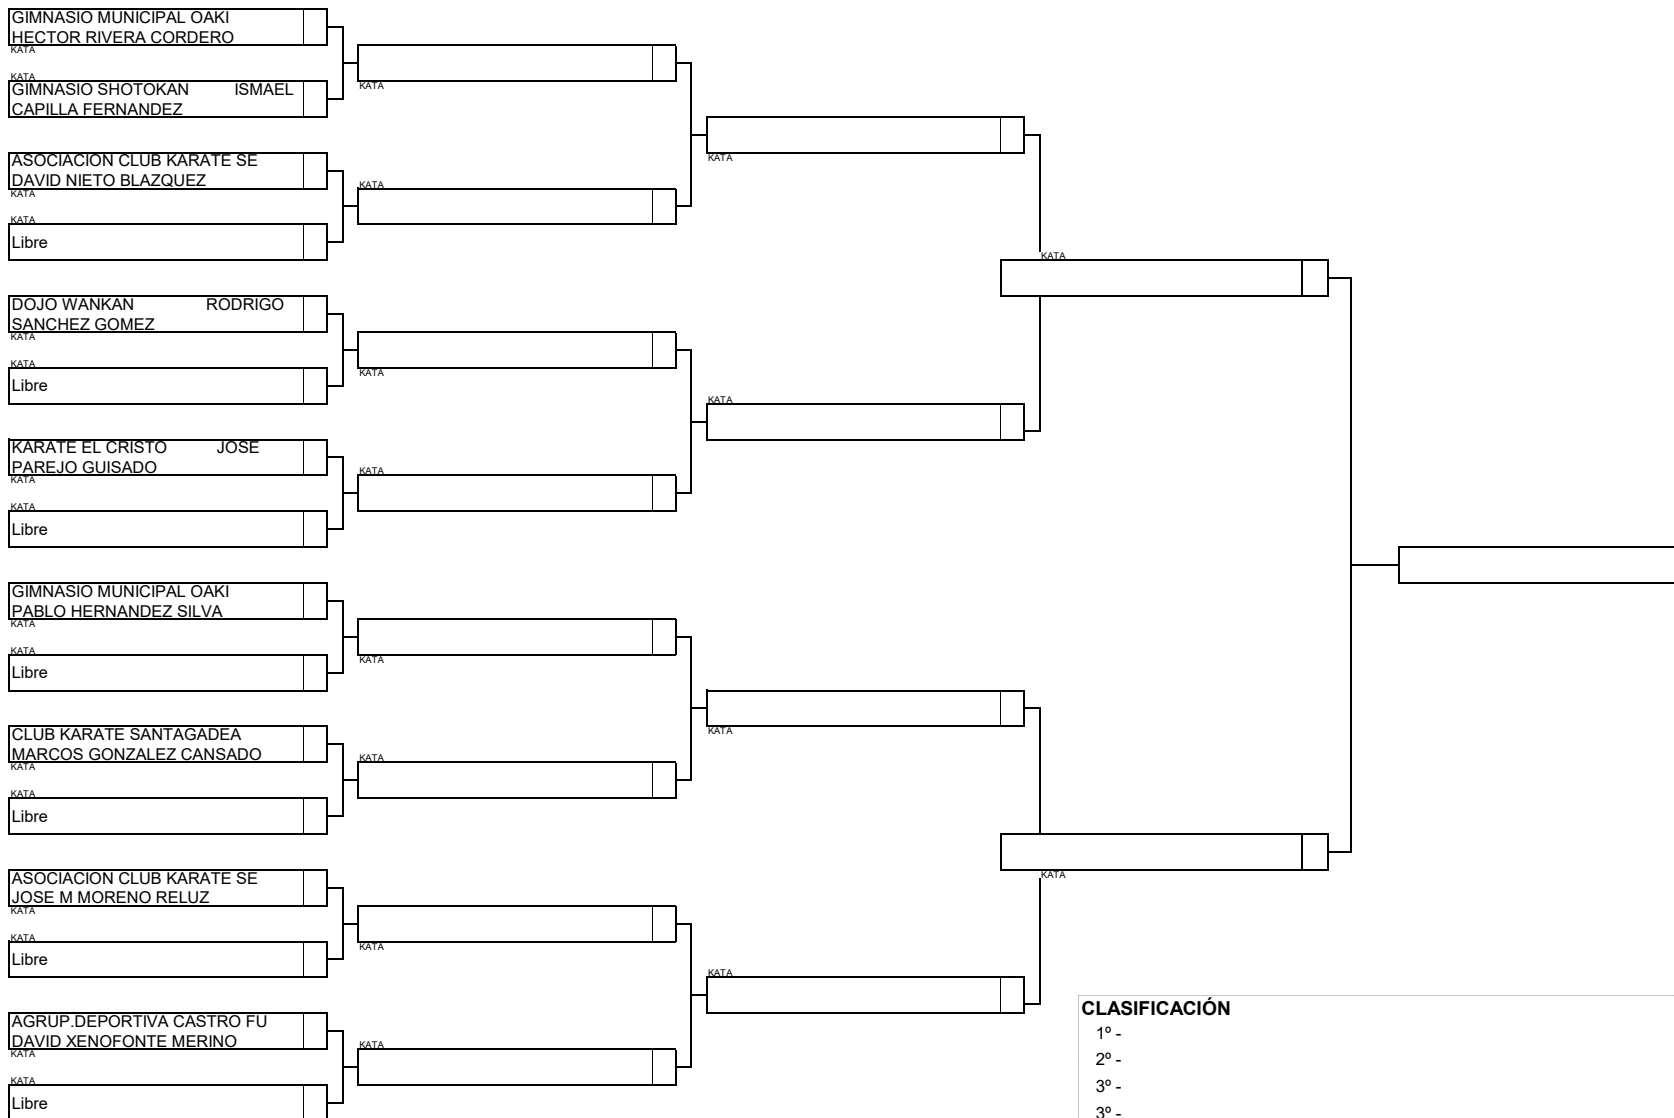 GIMNASIO MUNICIPAL OAKI
HECTOR RIVERA CORDERO
KATA
KATA
GIMNASIO SHOTOKAN ISMAEL
CAPILLA FERNANDEZ
KATA
KATA
ASOCIACION CLUB KARATE SE
DAVID NIETO BLAZQUEZ
KATA
KATA
KATA
Libre
KATA
DOJO WANKAN RODRIGO
SANCHEZ GOMEZ
KATA
KATA
Libre
KATA
KATA
KARATE EL CRISTO JOSE
PAREJO GUISADO
KATA
KATA
KATA
Libre
GIMNASIO MUNICIPAL OAKI
PABLO HERNANDEZ SILVA
KATA
KATA
Libre
KATA
KATA
CLUB KARATE SANTAGADEA
MARCOS GONZALEZ CANSADO
KATA
KATA
KATA
Libre
KATA
ASOCIACION CLUB KARATE SE
JOSE M MORENO RELUZ
KATA
KATA
Libre
KATA
KATA
AGRUP.DEPORTIVA CASTRO FU
DAVID XENOFONTE MERINO
KATA
KATA
KATA
Libre
CLASIFICACIÓN
1º -
2º -
3º -
3º -